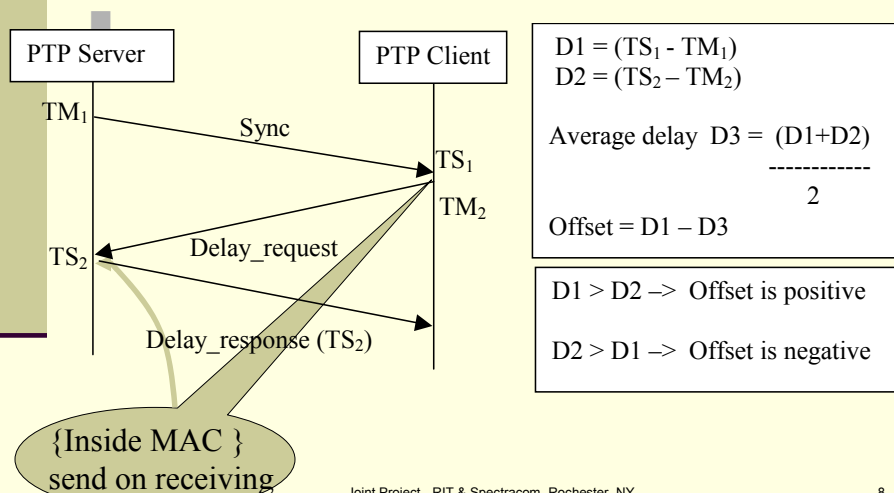 PTP Server
PTP Client
TM₁
Sync
TS₁
TM₂
Delay_request
TS₂
Delay_response (TS₂)
{Inside MAC }
send on receiving
D1 = (TS₁ - TM₁)
D2 = (TS₂ – TM₂)
Average delay D3 = (D1+D2)
------------
2
Offset = D1 – D3
D1 > D2 –> Offset is positive
D2 > D1 –> Offset is negative
Joint Project RIT & Spectracom, Rochester, NY
8